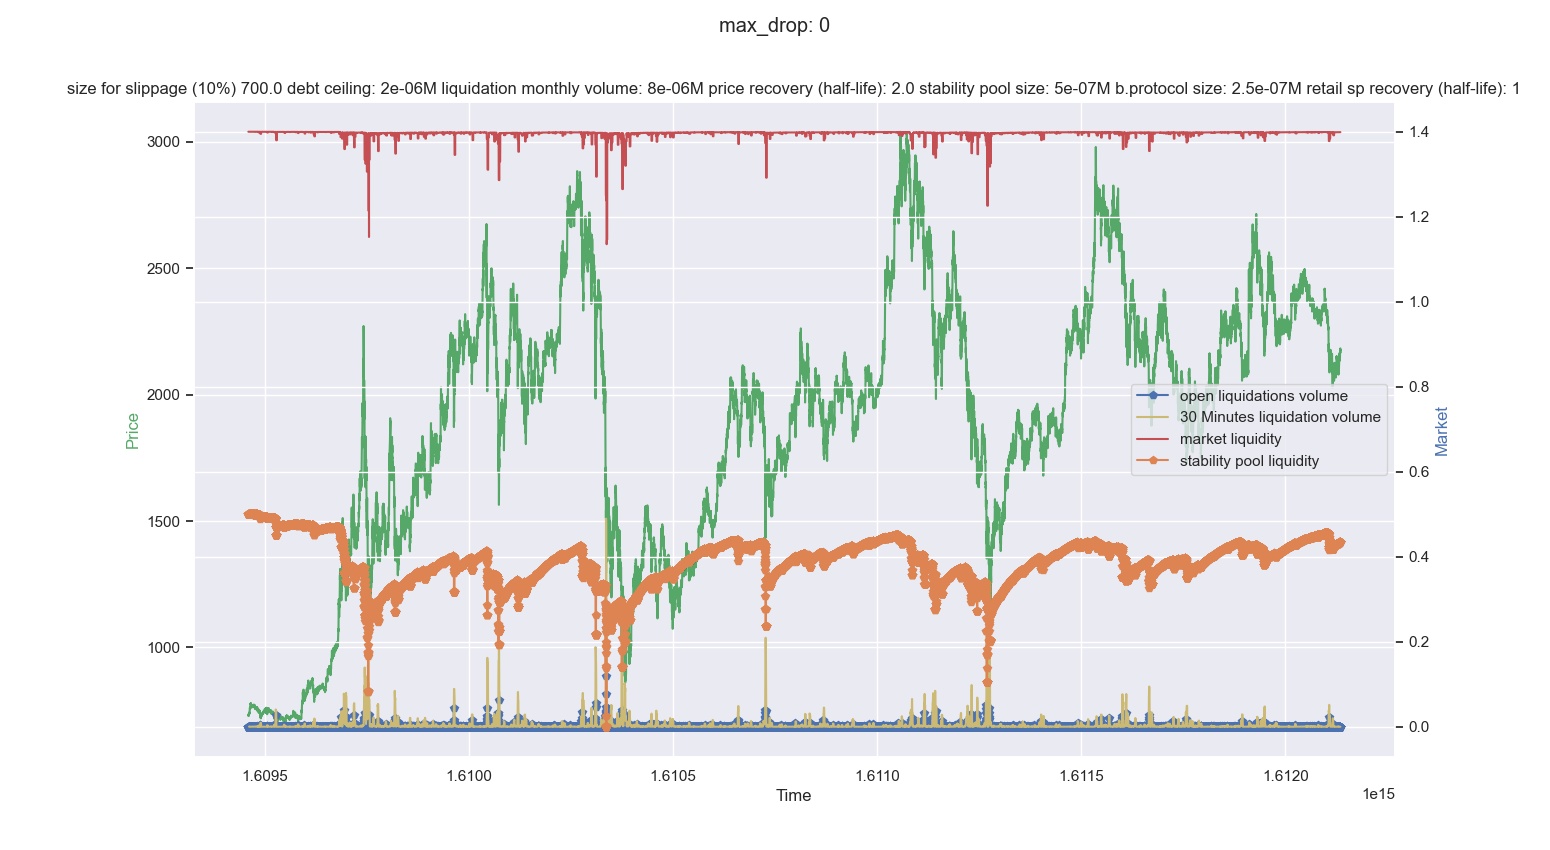 max_drop: 0
size for slippage (10%) 700.0 debt ceiling: 2e-06M liquidation monthly volume: 8e-06M price recovery (half-life): 2.0 stability pool size: 5e-07M b.protocol size: 2.5e-07M retail sp recovery (half-life): 1
3000
2500
2000
1500
1000
Price
1.4
1.2
1.0
0.8
0.6
0.4
0.2
0.0
Market
open liquidations volume
30 Minutes liquidation volume
market liquidity
stability pool liquidity
1.6095 1.6100 1.6105 1.6110 1.6115 1.6120
Time
1e15